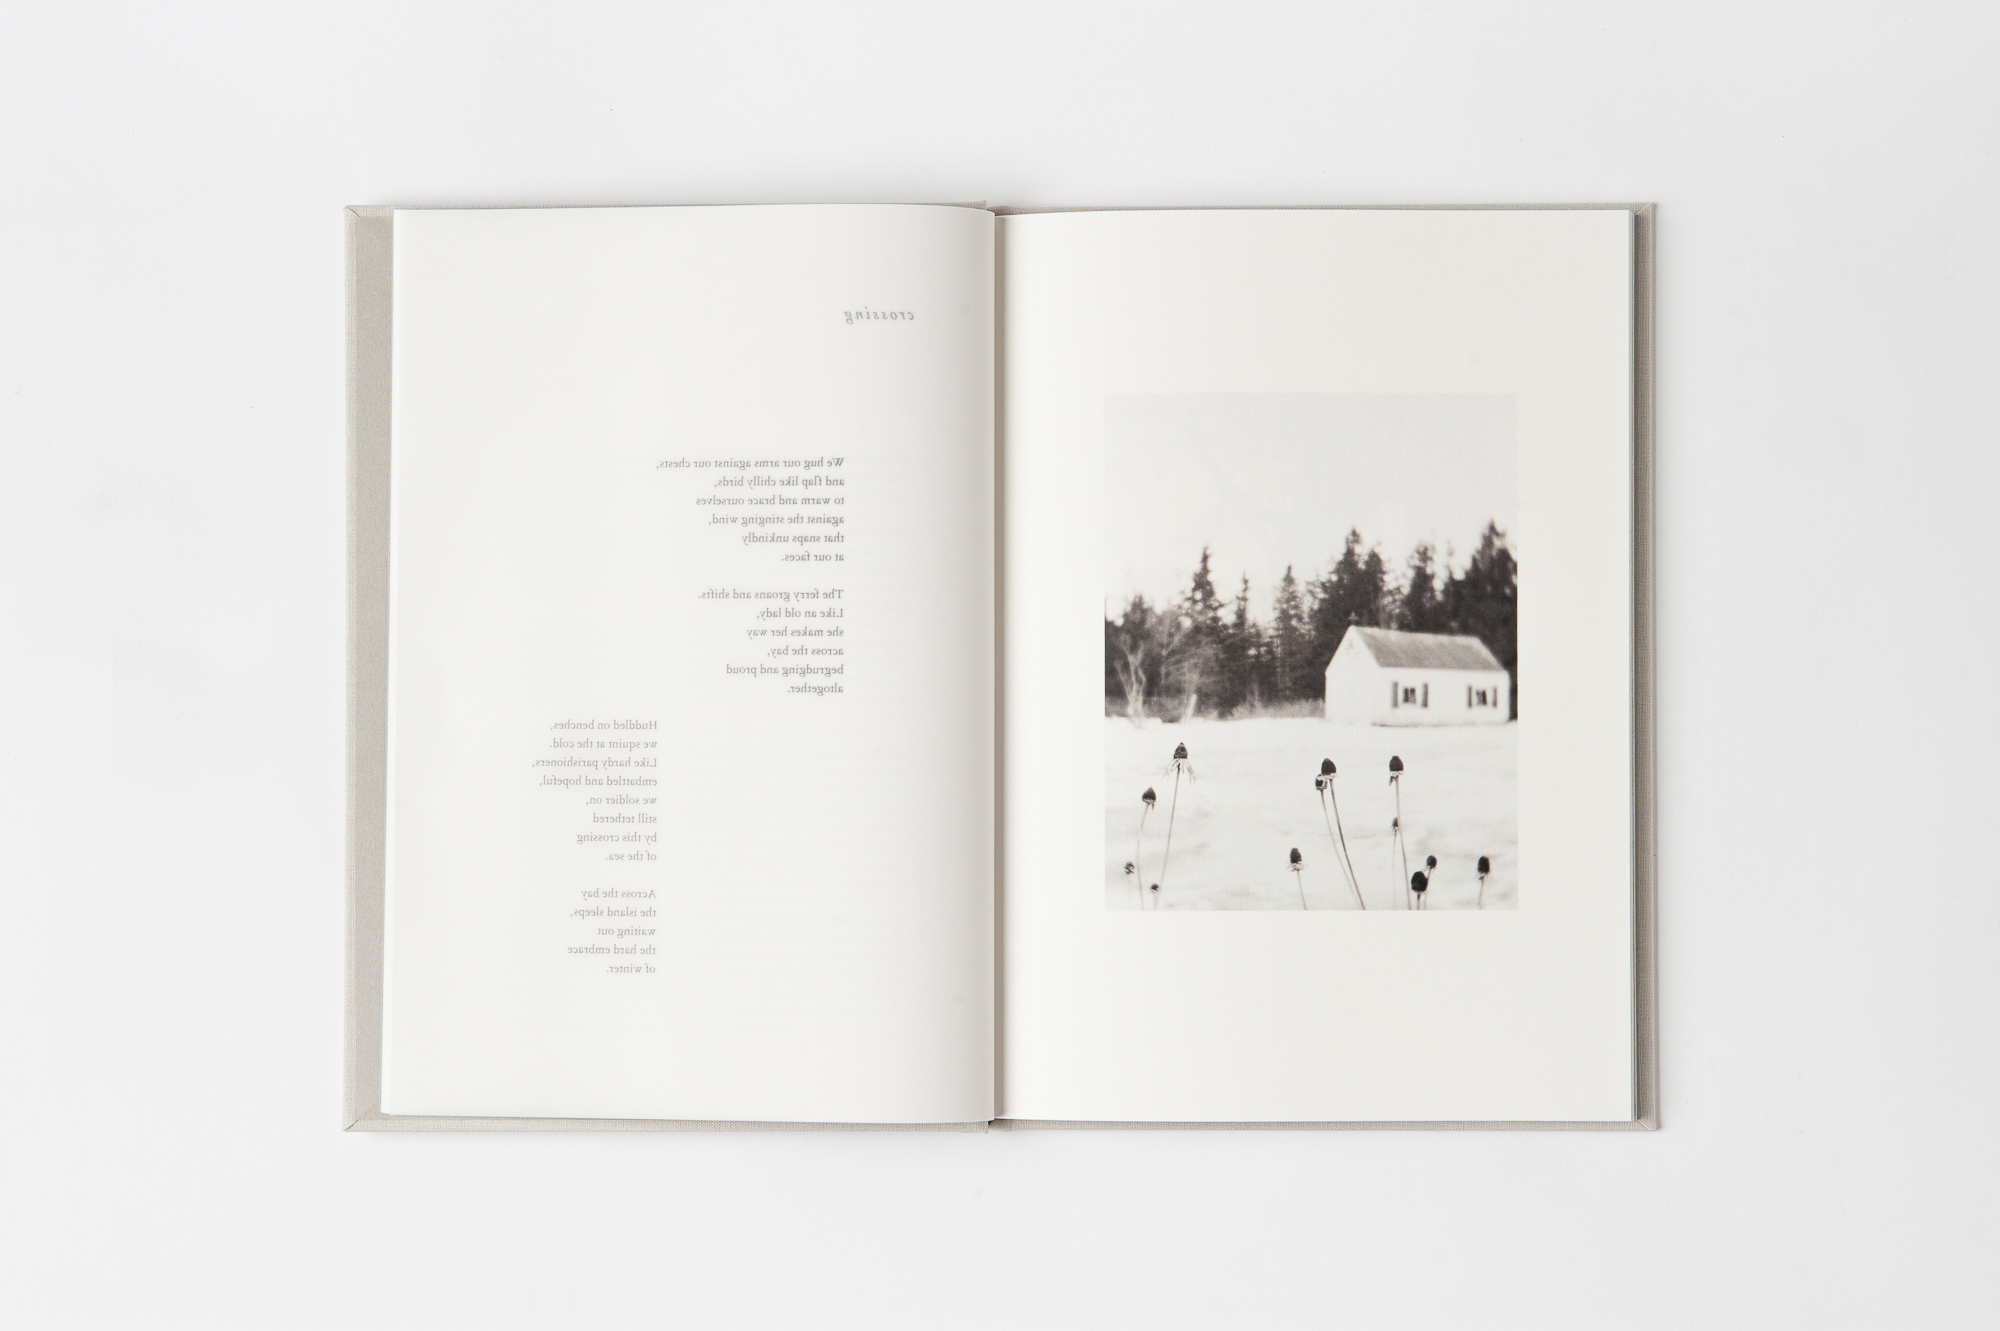 crossing
We hug our arms against our chests,
and flap like chilly birds,
to warm and brace ourselves
against the stinging wind,
that snaps unkindly
at our faces.
The ferry groans and shifts.
Like an old lady,
she makes her way
across the bay,
begrudging and proud
altogether.
Huddled on benches,
we squint at the cold.
Like hardy parishioners,
embattled and hopeful,
we soldier on,
still tethered
by this crossing
of the sea.
Across the bay
the island sleeps,
waiting out
the hard embrace
of winter.